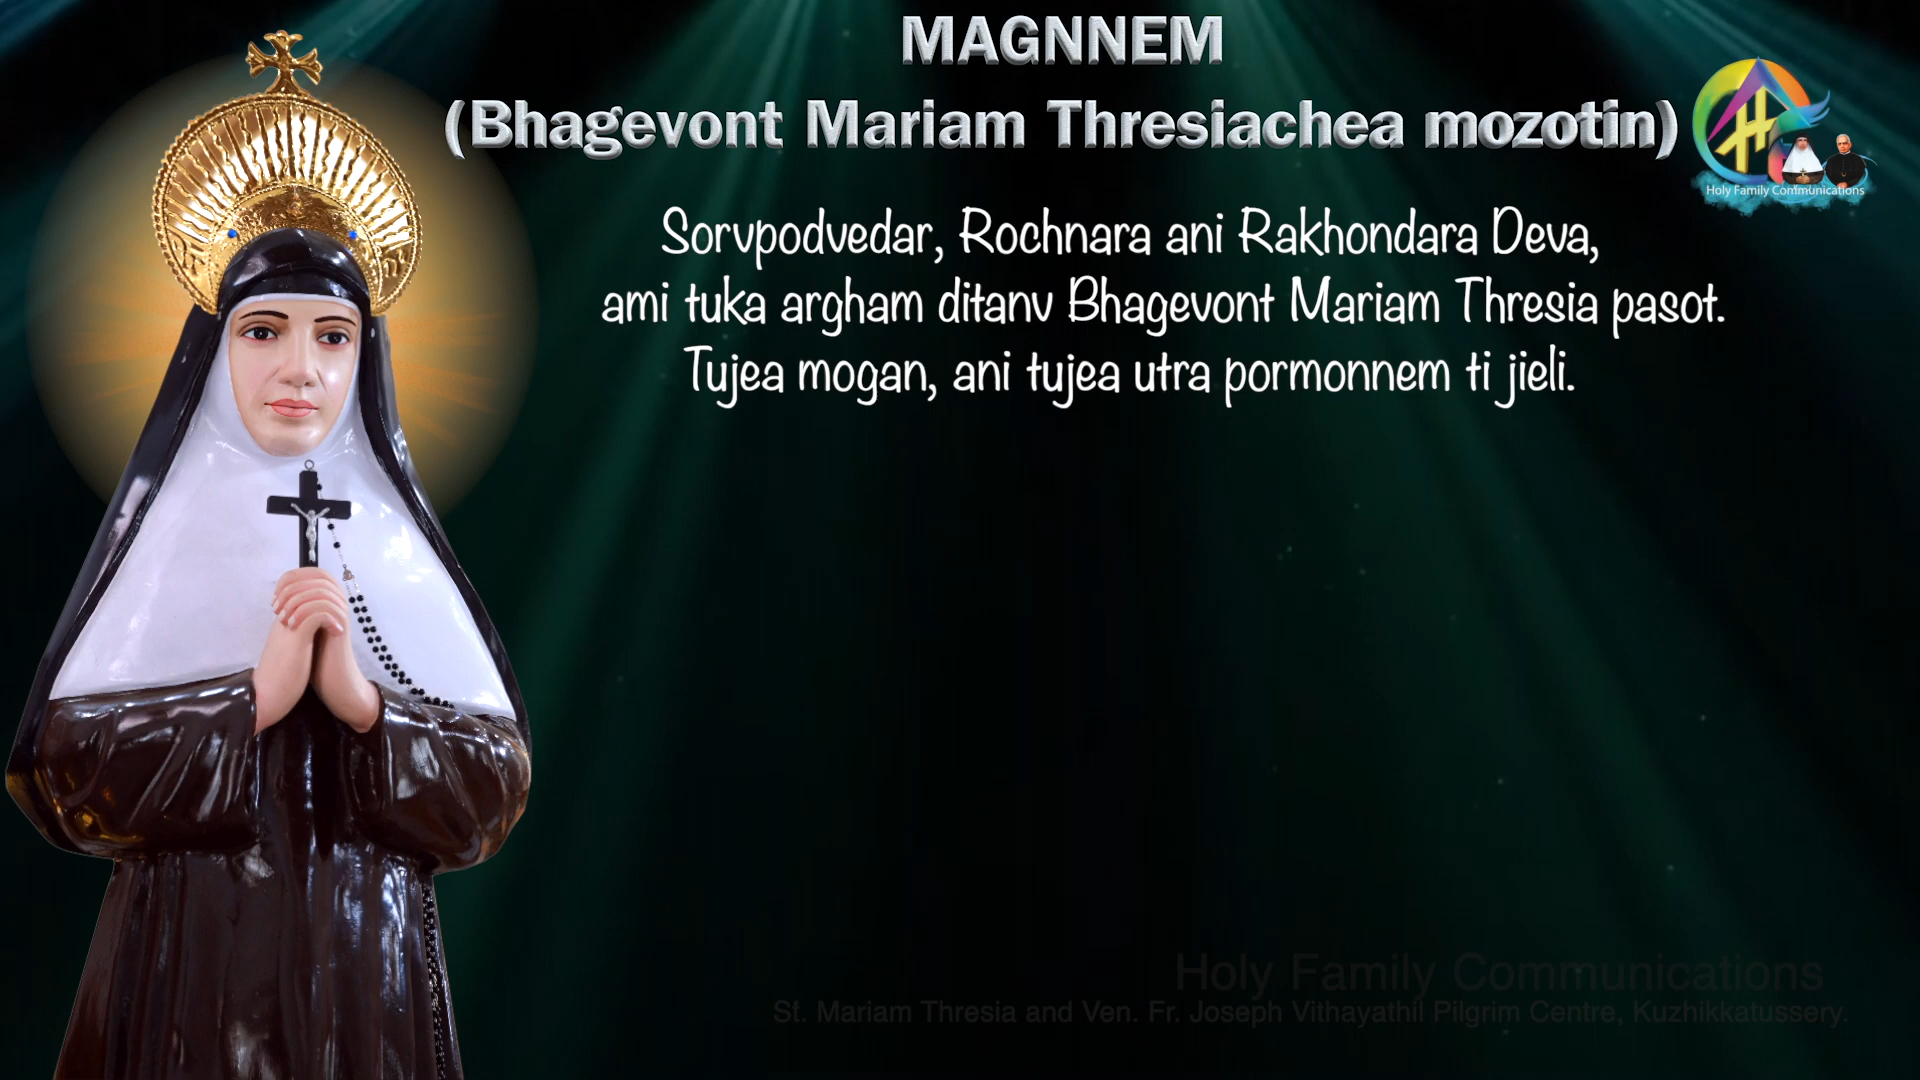 MAGNNEM
(Bhagevont Mariam Thresiachea mozotin)
Holy Family Communications
Sorvpodvedar, Rochnara ani Rakhondara Deva,
ami tuka argham ditanv Bhagevont Mariam Thresia pasot.
Tujea mogan, ani tujea utra pormonnem ti jieli.
Holy Family Communications
St. Mariam Thresia and Ven. Fr. Joseph Vithayathil Pilgrim Centre, Kuzhikkatussery.